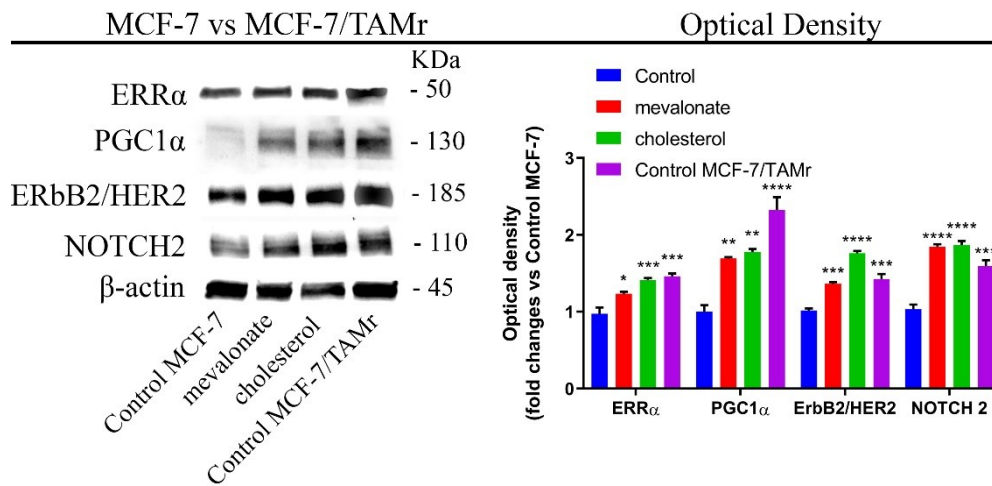 MCF-7 vs MCF-7/TAMr
Optical Density
KDa
ERRα
- 50
PGC1α
- 130
ERbB2/HER2
- 185
NOTCH2
- 110
β-actin
- 45
Control MCF-7
mevalonate
cholesterol
Control MCF-7/TAMr
Control
mevalonate
cholesterol
Control MCF-7/TAMr
Optical density
(fold changes vs Control MCF-7)
3
2
1
0
* *** ***
** ** ****
*** **** ***
**** **** ***
ERRα PGC1α ErbB2/HER2 NOTCH 2